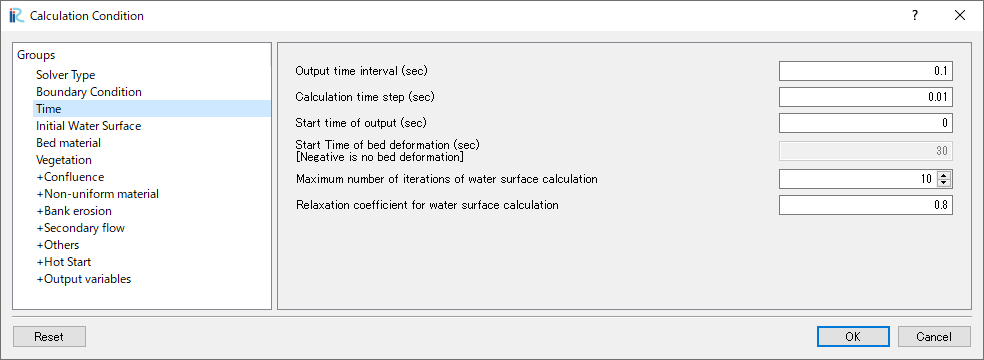 Calculation Condition
?
Groups
Solver Type
Boundary Condition
Time
Initial Water Surface
Bed material
Vegetation
+Confluence
+Non-uniform material
+Bank erosion
+Secondary flow
+Others
+Hot Start
+Output variables
Output time interval (sec) 0.1
Calculation time step (sec) 0.01
Start time of output (sec) 0
Start Time of bed deformation (sec)
[Negative is no bed deformation] 30
Maximum number of iterations of water surface calculation 10
Relaxation coefficient for water surface calculation 0.8
Reset OK Cancel